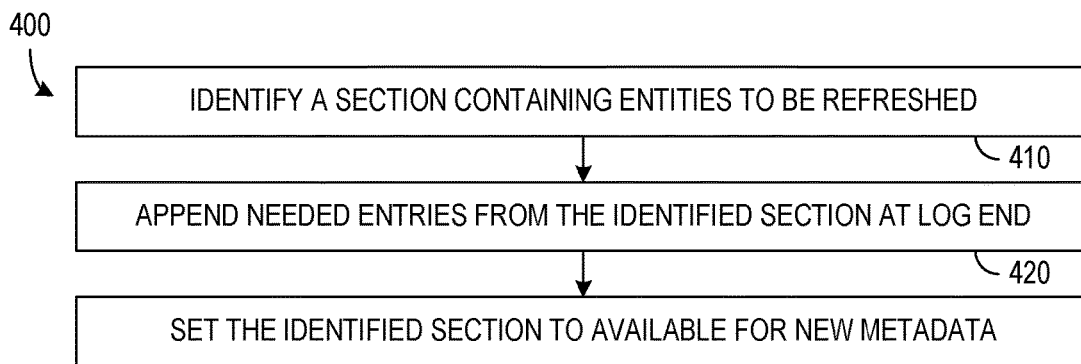 400
IDENTIFY A SECTION CONTAINING ENTITIES TO BE REFRESHED
410
APPEND NEEDED ENTRIES FROM THE IDENTIFIED SECTION AT LOG END
420
SET THE IDENTIFIED SECTION TO AVAILABLE FOR NEW METADATA